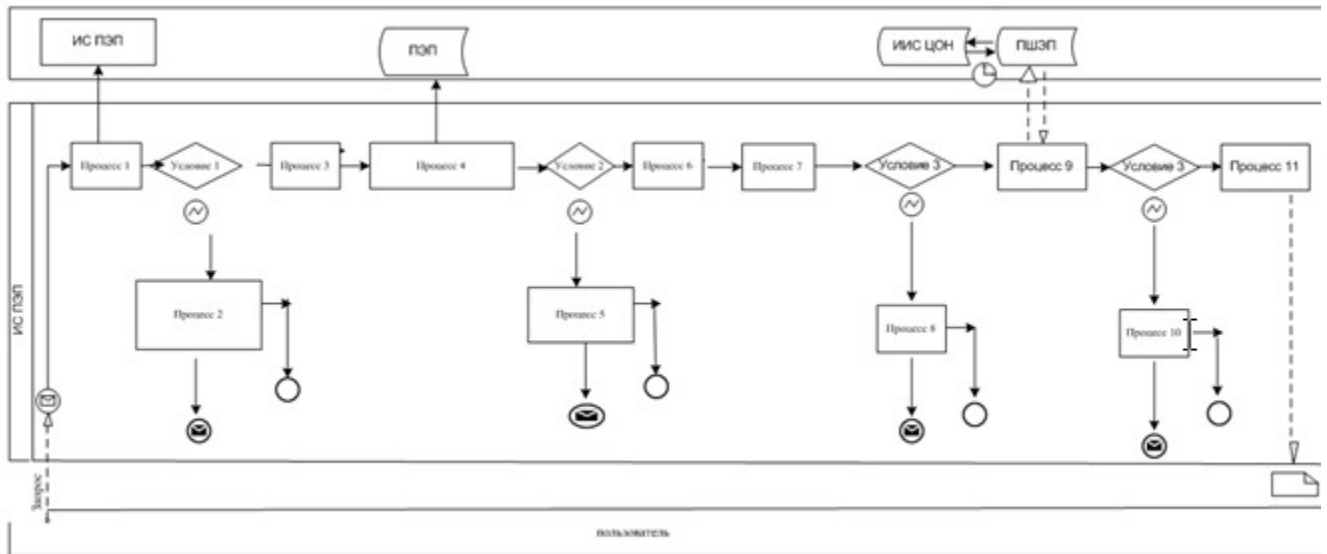 ИС ПЭП
ПЭП
ИИС ЦОН
ПШЭП
ИС ПЭП
Процесс 1
Условие 1
Процесс 3
Процесс 4
Условие 2
Процесс 6
Процесс 7
Условие 3
Процесс 9
Условие 3
Процесс 11
Процесс 2
Процесс 5
Процесс 8
Процесс 10
Запрос
пользователь